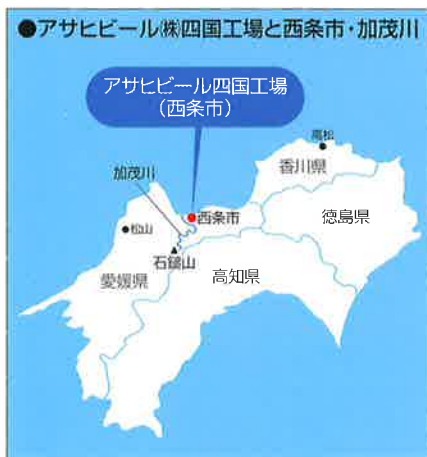 ●アサヒビール㈱四国工場と西条市・加茂川
アサヒビール四国工場
(西条市)
高松
香川県
加茂川
西条市
徳島県
松山
石鎚山
愛媛県
高知県